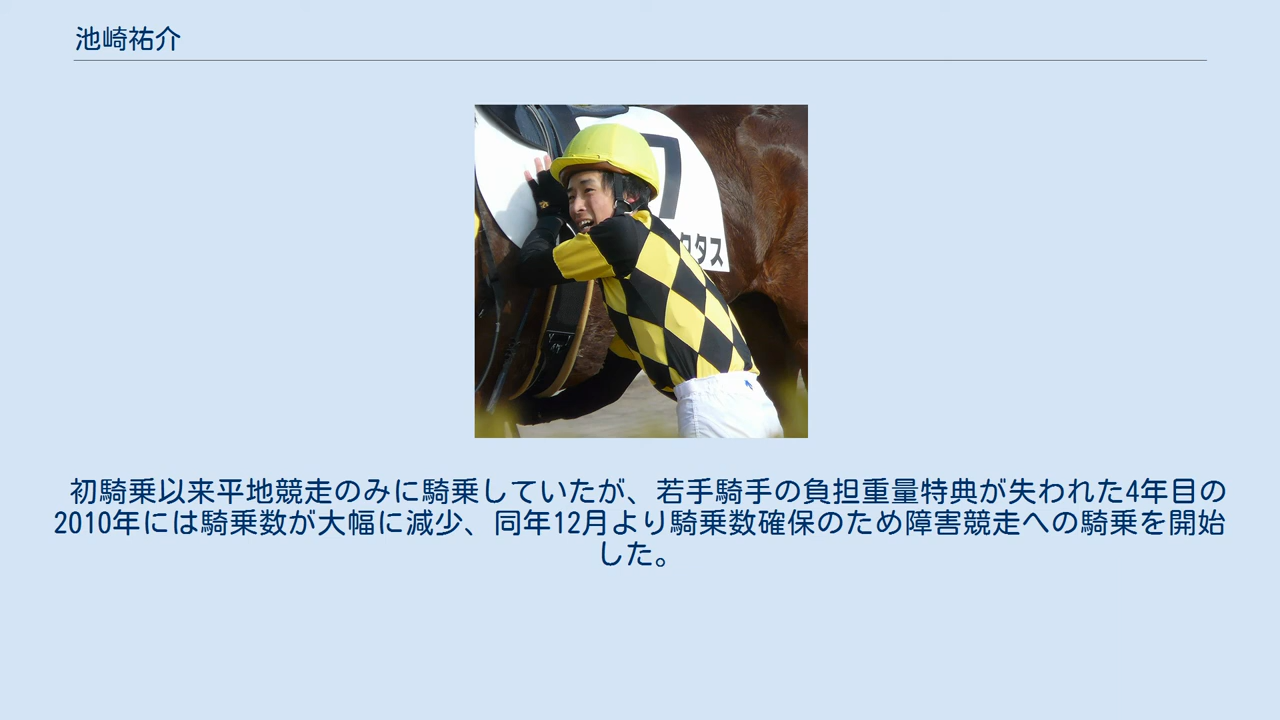 池崎祐介
7
クタス
初騎乗以来平地競走のみに騎乗していたが、若手騎手の負担重量特典が失われた4年目の
2010年には騎乗数が大幅に減少、同年12月より騎乗数確保のため障害競走への騎乗を開始
した。